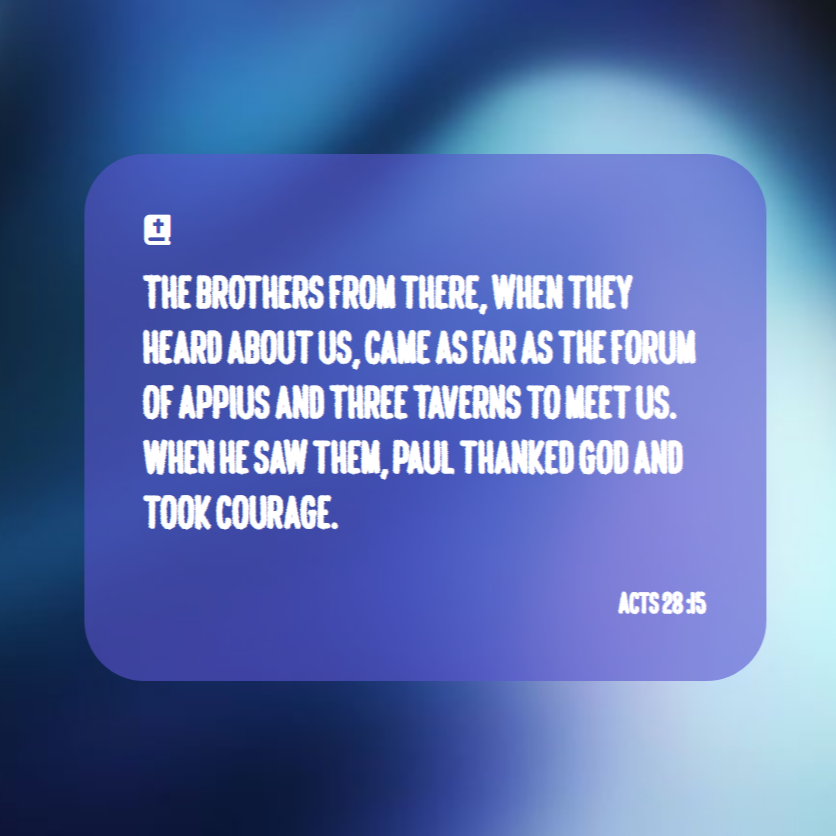 THE BROTHERS FROM THERE, WHEN THEY
HEARD ABOUT US, CAME AS FAR AS THE FORUM
OF APPIUS AND THREE TAVERNS TO MEET US.
WHEN HE SAW THEM, PAUL THANKED GOD AND
TOOK COURAGE.
ACTS 28:15